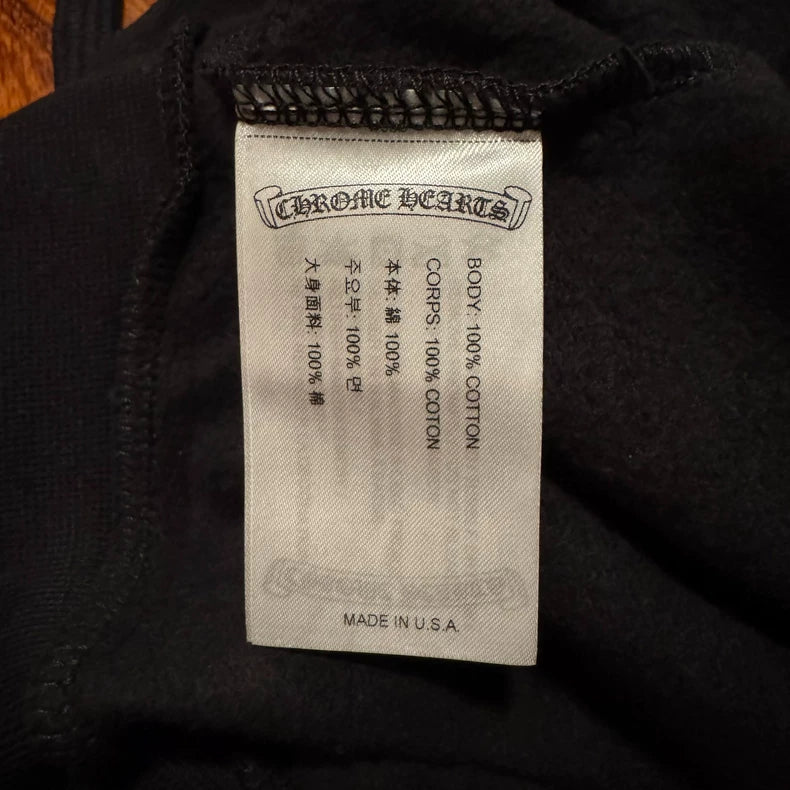 CHROME HEARTS
BODY: 100% COTTON
CORPS: 100% COTON
本体: 綿 100%
주요부: 100% 면
大身面料: 100% 棉
MADE IN U.S.A.